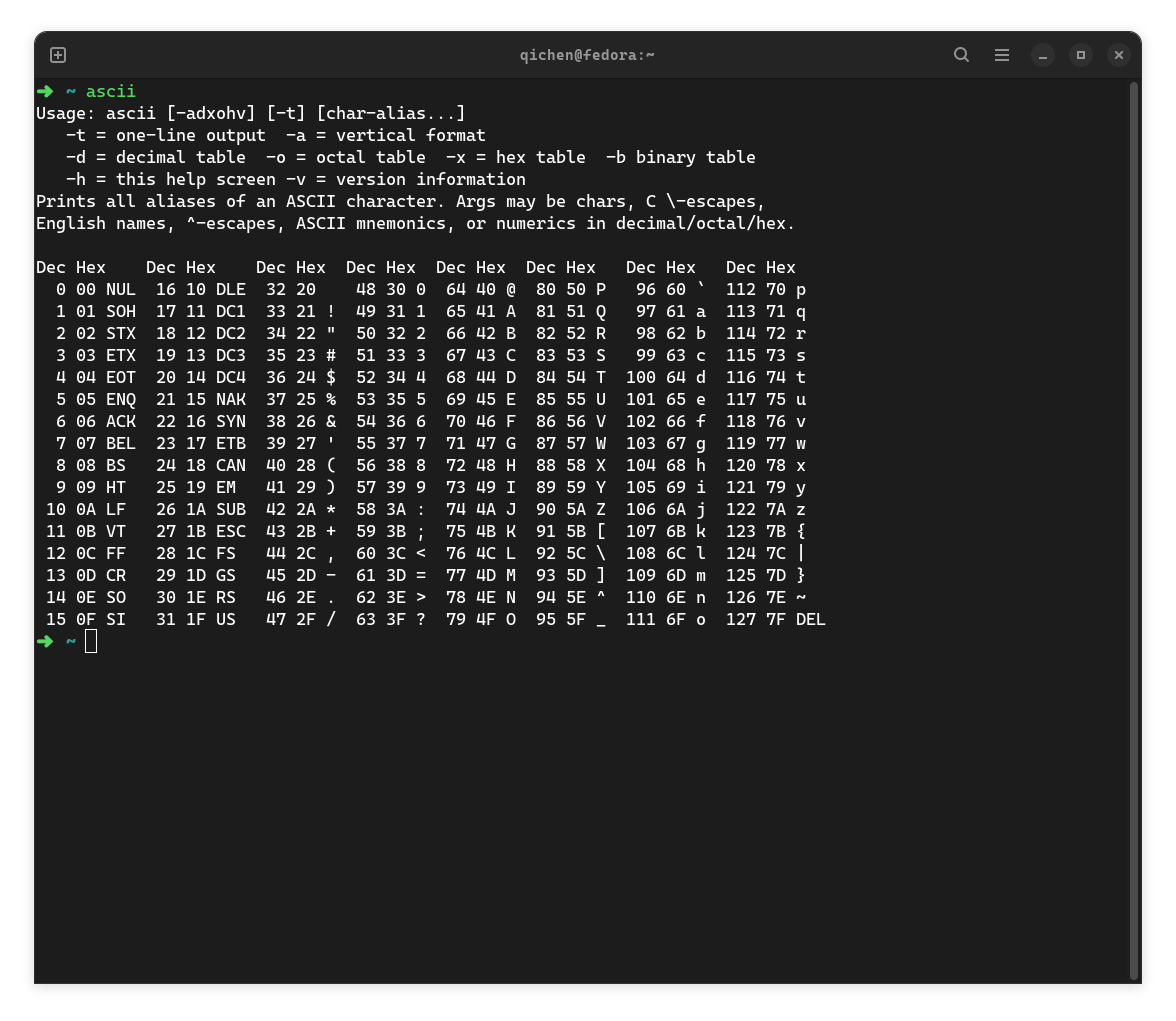 qichen@fedora:~
➜ ~ ascii
Usage: ascii [-adxohv] [-t] [char-alias...]
   -t = one-line output  -a = vertical format
   -d = decimal table  -o = octal table  -x = hex table  -b binary table
   -h = this help screen -v = version information
Prints all aliases of an ASCII character. Args may be chars, C \-escapes,
English names, ^-escapes, ASCII mnemonics, or numerics in decimal/octal/hex.

Dec Hex    Dec Hex    Dec Hex  Dec Hex  Dec Hex  Dec Hex   Dec Hex   Dec Hex
  0 00 NUL  16 10 DLE  32 20    48 30 0  64 40 @  80 50 P   96 60 `  112 70 p
  1 01 SOH  17 11 DC1  33 21 !  49 31 1  65 41 A  81 51 Q   97 61 a  113 71 q
  2 02 STX  18 12 DC2  34 22 "  50 32 2  66 42 B  82 52 R   98 62 b  114 72 r
  3 03 ETX  19 13 DC3  35 23 #  51 33 3  67 43 C  83 53 S   99 63 c  115 73 s
  4 04 EOT  20 14 DC4  36 24 $  52 34 4  68 44 D  84 54 T  100 64 d  116 74 t
  5 05 ENQ  21 15 NAK  37 25 %  53 35 5  69 45 E  85 55 U  101 65 e  117 75 u
  6 06 ACK  22 16 SYN  38 26 &  54 36 6  70 46 F  86 56 V  102 66 f  118 76 v
  7 07 BEL  23 17 ETB  39 27 '  55 37 7  71 47 G  87 57 W  103 67 g  119 77 w
  8 08 BS   24 18 CAN  40 28 (  56 38 8  72 48 H  88 58 X  104 68 h  120 78 x
  9 09 HT   25 19 EM   41 29 )  57 39 9  73 49 I  89 59 Y  105 69 i  121 79 y
 10 0A LF   26 1A SUB  42 2A *  58 3A :  74 4A J  90 5A Z  106 6A j  122 7A z
 11 0B VT   27 1B ESC  43 2B +  59 3B ;  75 4B K  91 5B [  107 6B k  123 7B {
 12 0C FF   28 1C FS   44 2C ,  60 3C <  76 4C L  92 5C \  108 6C l  124 7C |
 13 0D CR   29 1D GS   45 2D -  61 3D =  77 4D M  93 5D ]  109 6D m  125 7D }
 14 0E SO   30 1E RS   46 2E .  62 3E >  78 4E N  94 5E ^  110 6E n  126 7E ~
 15 0F SI   31 1F US   47 2F /  63 3F ?  79 4F O  95 5F _  111 6F o  127 7F DEL
➜ ~